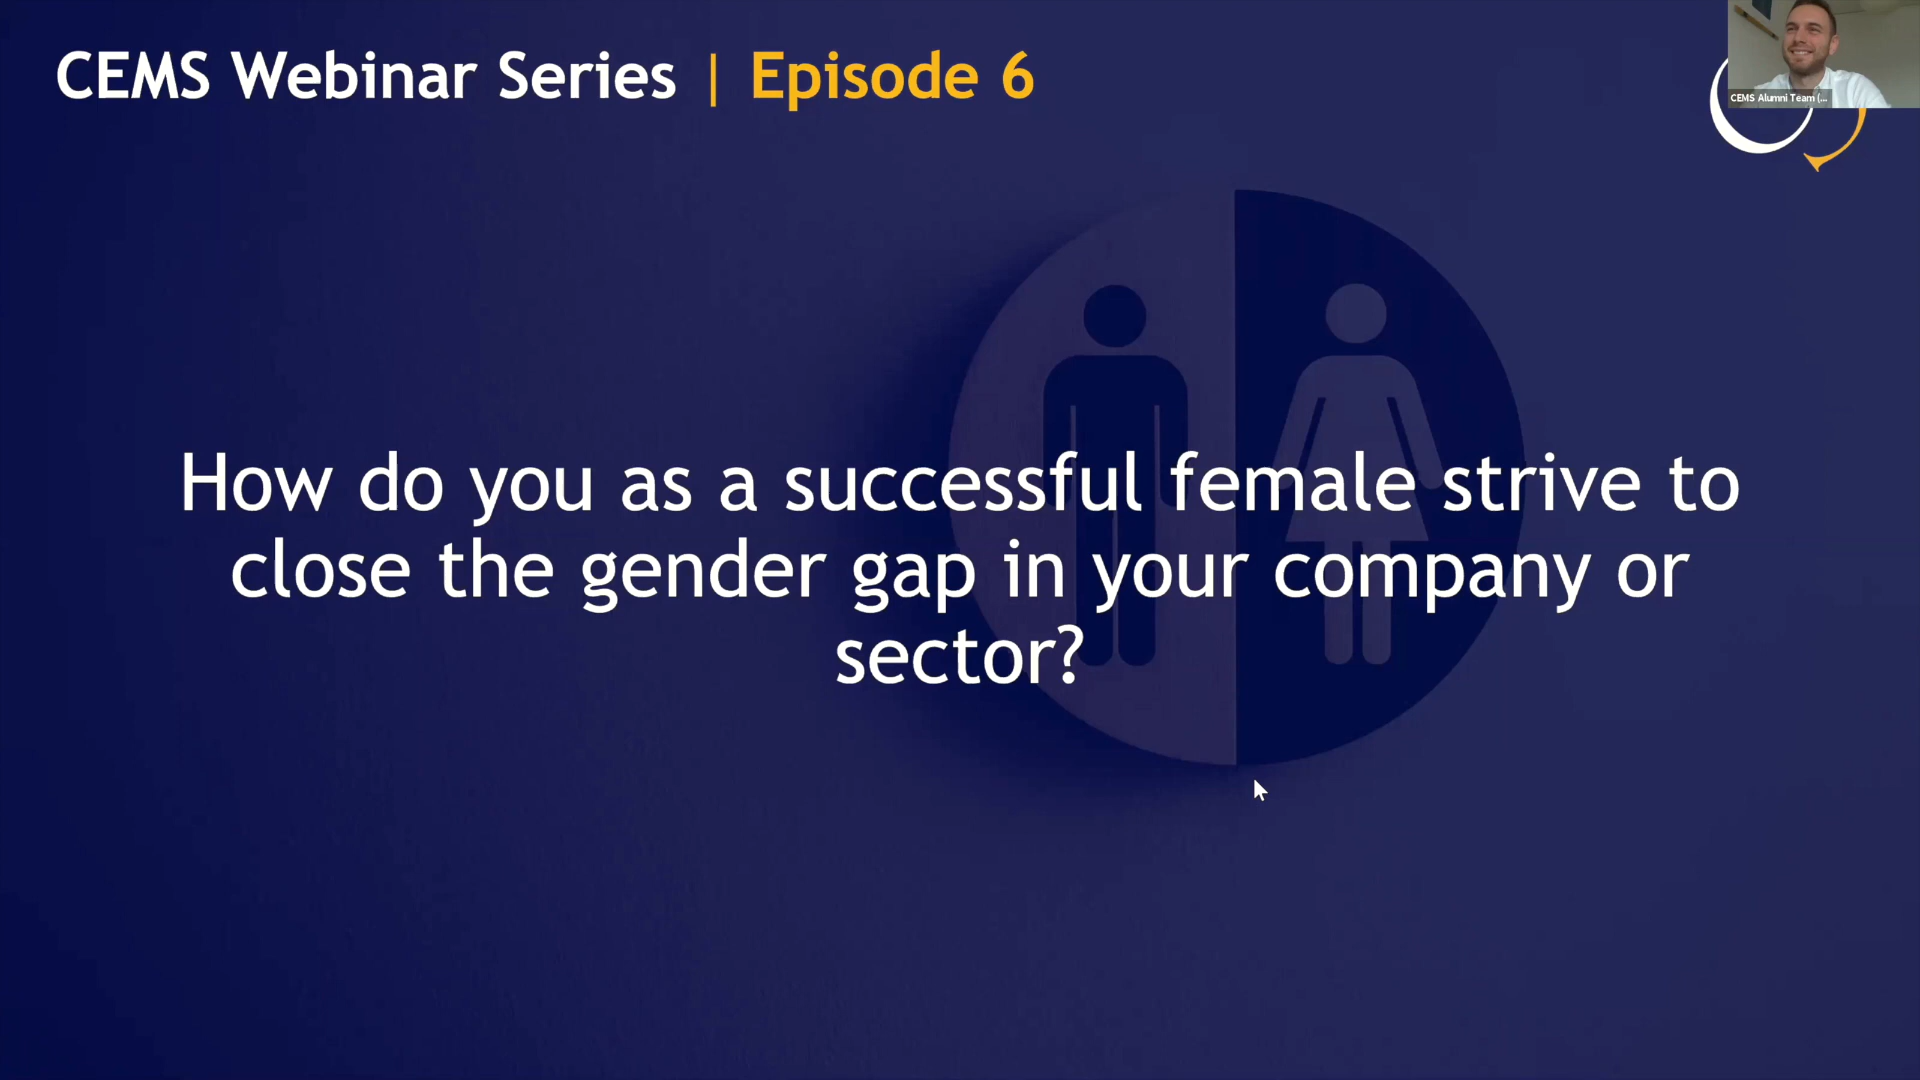 CEMS Webinar Series | Episode 6
CEMS Alumni Team (...
How do you as a successful female strive to
close the gender gap in your company or
sector?